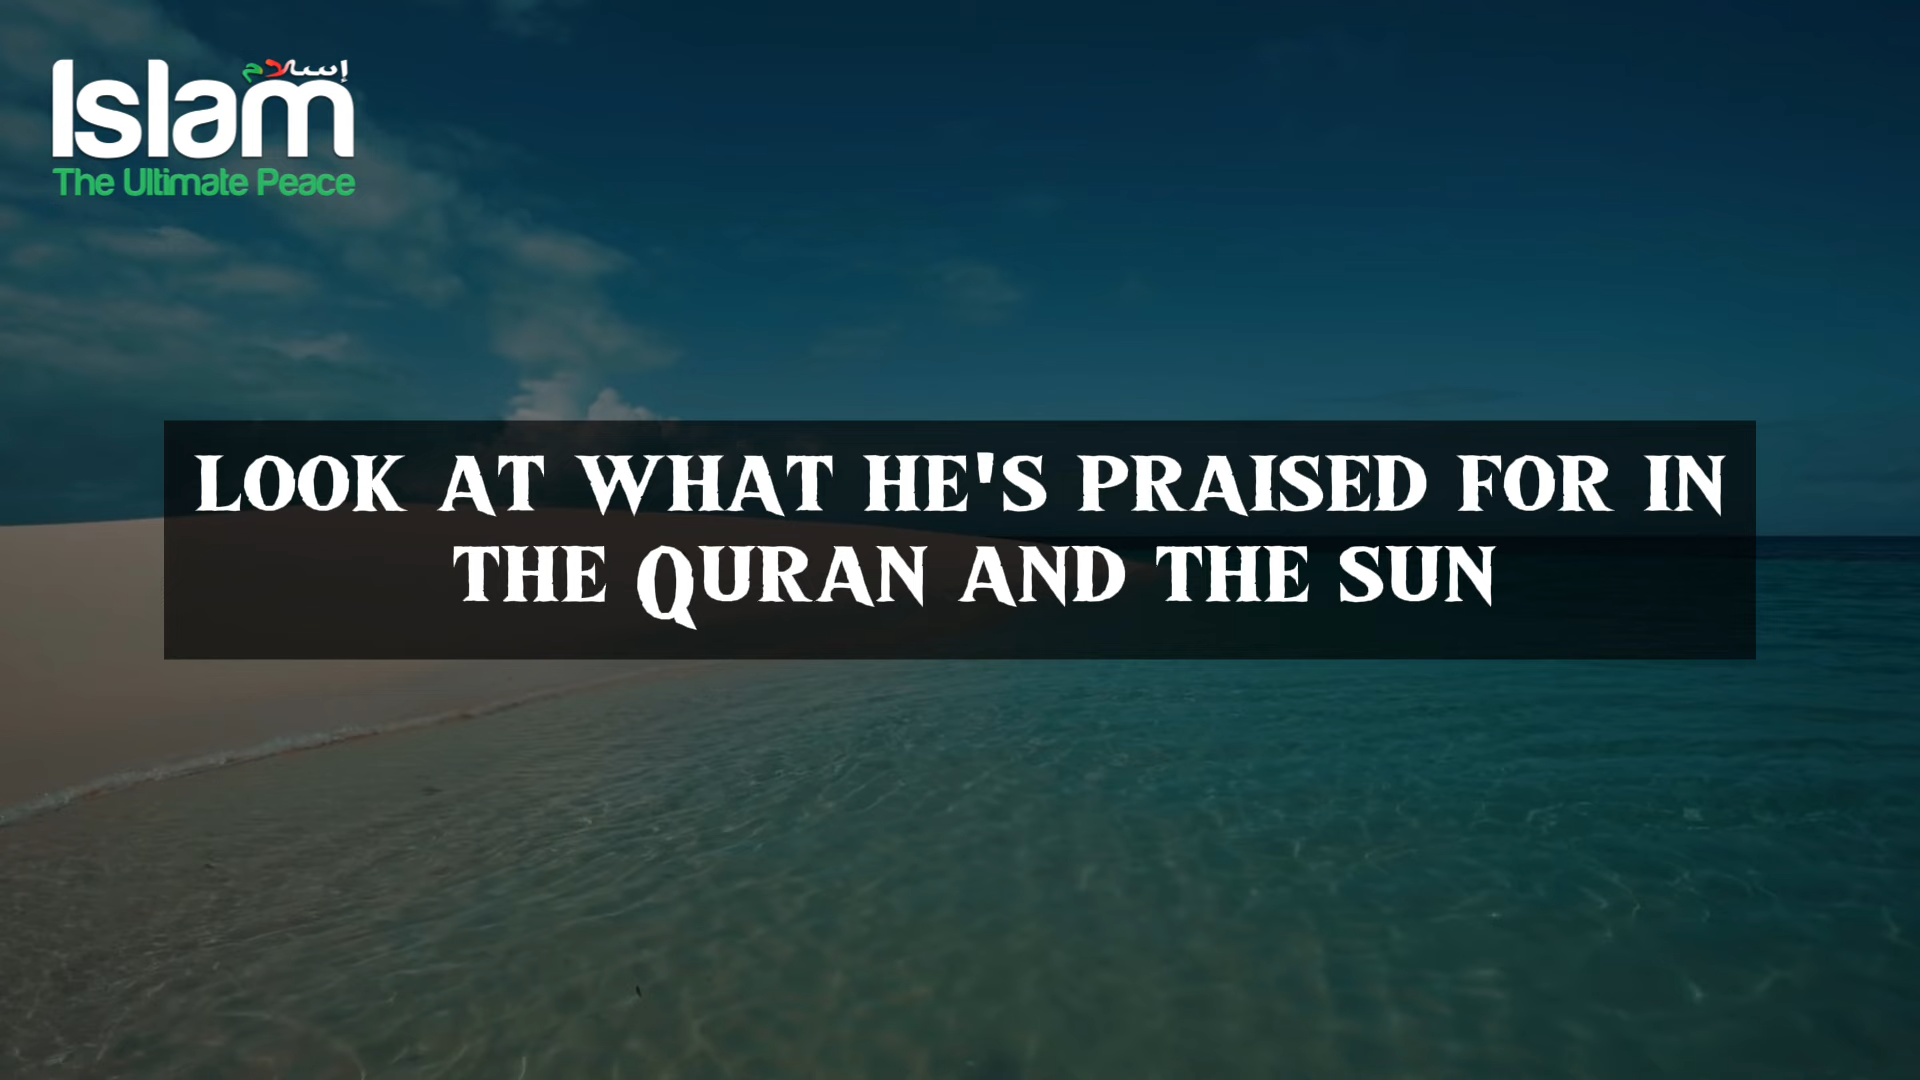 إسلام
Islam
The Ultimate Peace
LOOK AT WHAT HE'S PRAISED FOR IN
THE QURAN AND THE SUN